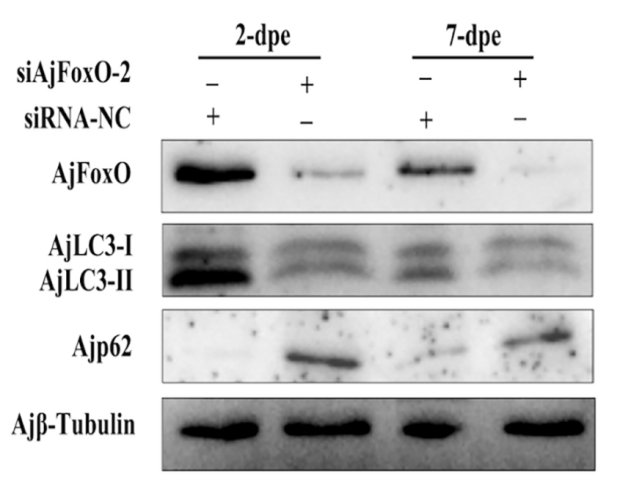 2-dpe 7-dpe
siAjFoxO-2 − + − +
siRNA-NC + − + −
AjFoxO
AjLC3-I
AjLC3-II
Ajp62
Ajβ-Tubulin